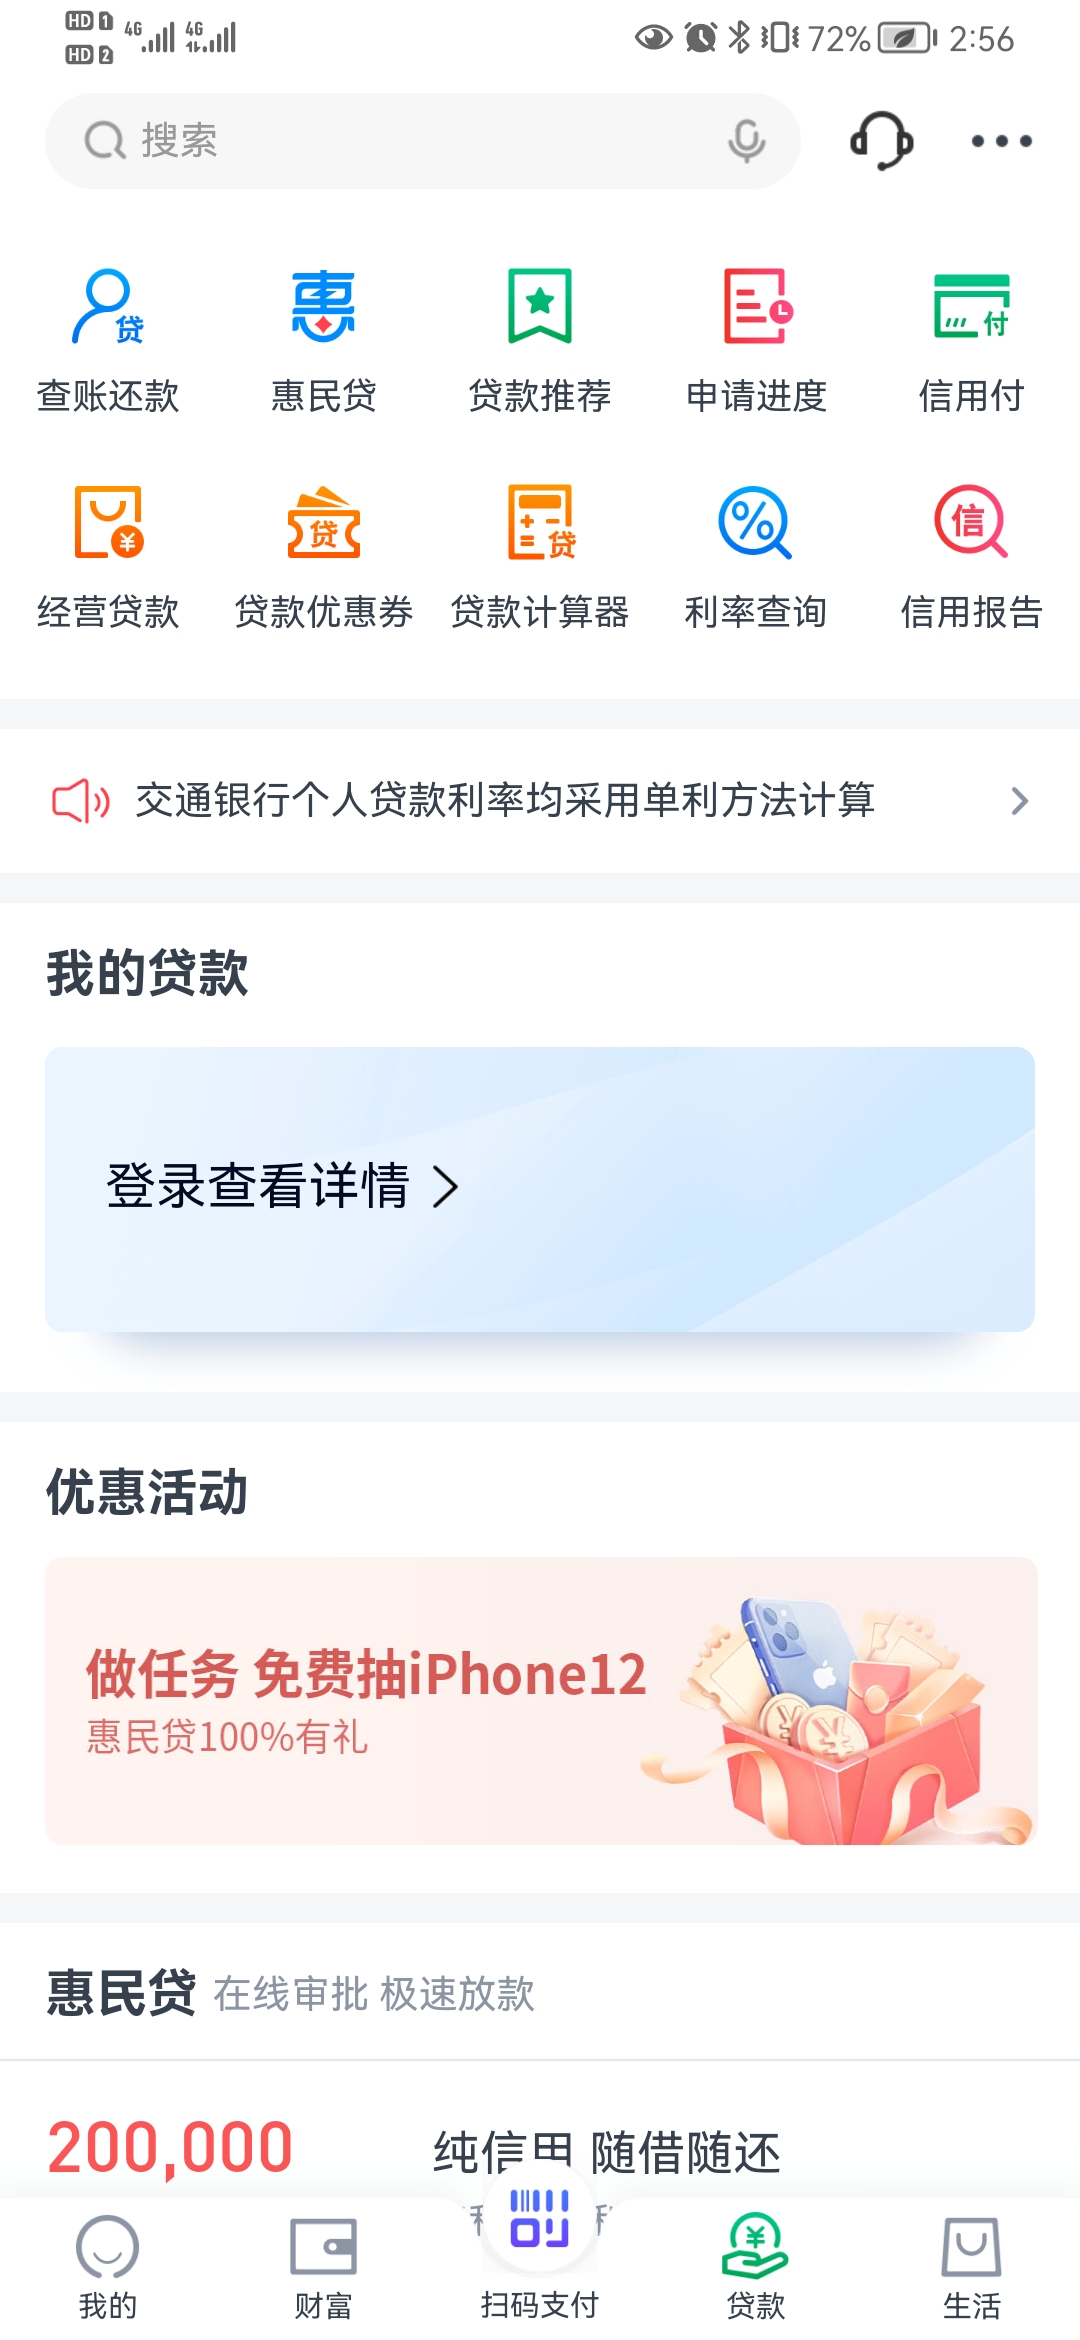 HD 1 4G 4G
HD 2
72% 2:56
搜索
贷
惠
付
查账还款 惠民贷 贷款推荐 申请进度 信用付
¥ 贷 贷 % 信
经营贷款 贷款优惠券 贷款计算器 利率查询 信用报告
交通银行个人贷款利率均采用单利方法计算
我的贷款
登录查看详情
优惠活动
做任务 免费抽iPhone12
惠民贷100%有礼
惠民贷 在线审批 极速放款
200,000 纯信用 随借随还
我的 财富 扫码支付 贷款 生活